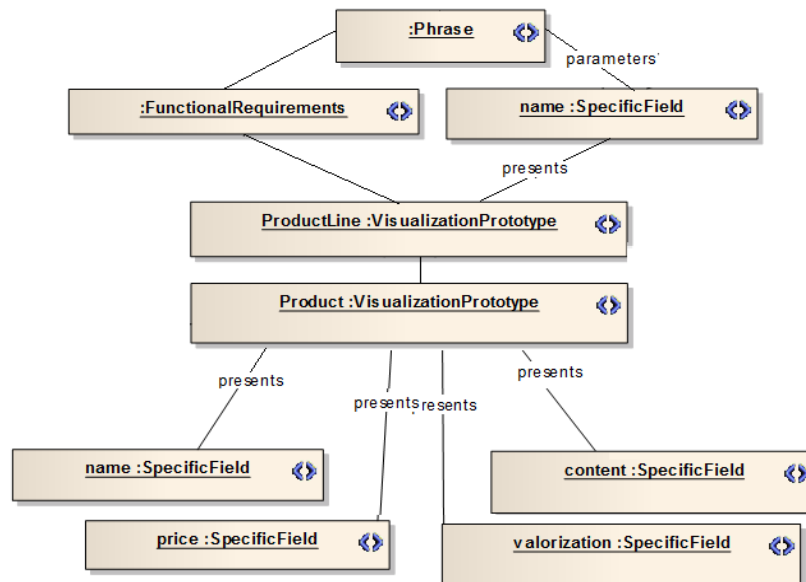 :Phrase
parameters
:FunctionalRequirements
name :SpecificField
presents
ProductLine :VisualizationPrototype
Product :VisualizationPrototype
presents
presents
presents
presents
name :SpecificField
content :SpecificField
price :SpecificField
valorization :SpecificField